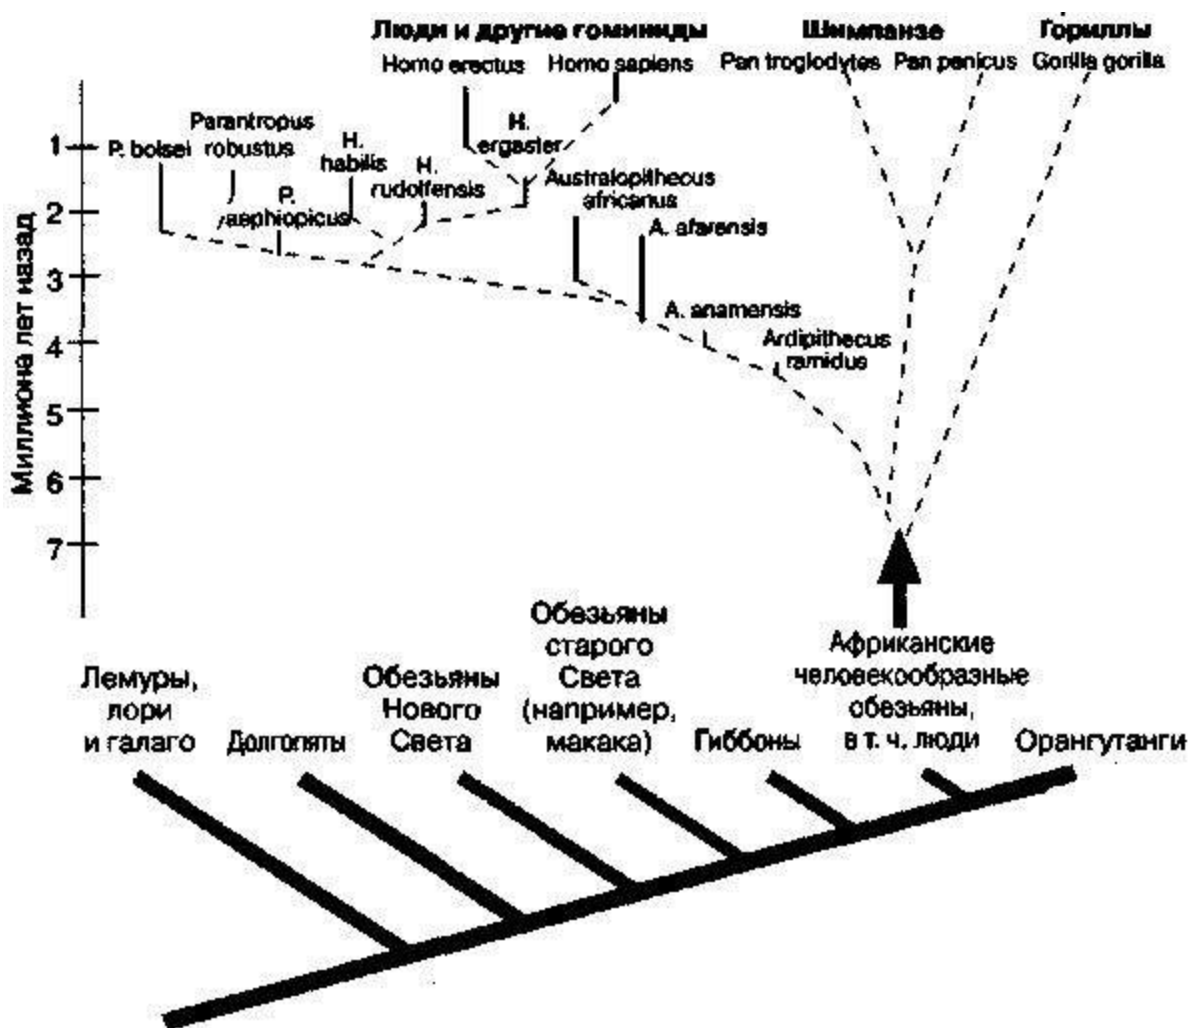 Люди и другие гоминиды
Шимпанзе
Гориллы
Homo erectus
Homo sapiens
Pan troglodytes
Pan panicus
Gorilla gorilla
Parantropus
robustus
P. boisei
H.
habilis
H.
rudolfensis
H.
ergaster
P.
aephiopicus
Australopithecus
africanus
A. afarensis
A. anamensis
Ardipithecus
ramidus
Миллиона лет назад
1
2
3
4
5
6
7
Лемуры,
лори
и галаго
Долгопяты
Обезьяны
Нового
Света
Обезьяны
старого
Света
(например,
макака)
Гиббоны
Африканские
человекообразные
обезьяны,
в т. ч. люди
Орангутанги